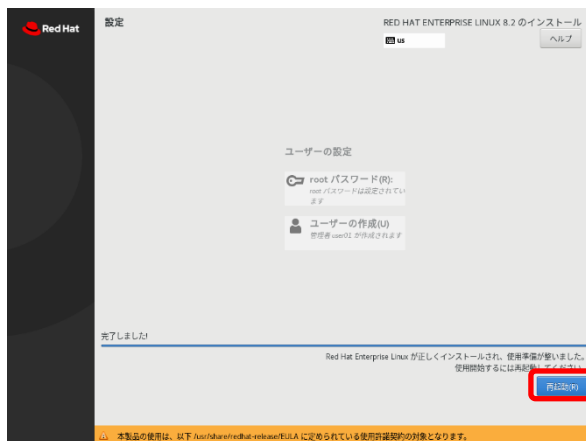 Red Hat
設定
RED HAT ENTERPRISE LINUX 8.2 のインストール
us
ヘルプ
ユーザーの設定
root パスワード(R):
root パスワードは設定されてい
ます
ユーザーの作成(U)
管理者 user01 が作成されます
完了しました!
Red Hat Enterprise Linux が正しくインストールされ、使用準備が整いました。
使用開始するには再起動してください
再起動(R)
本製品の使用は、以下 /usr/share/redhat-release/EULA に定められている使用許諾契約の対象となります。